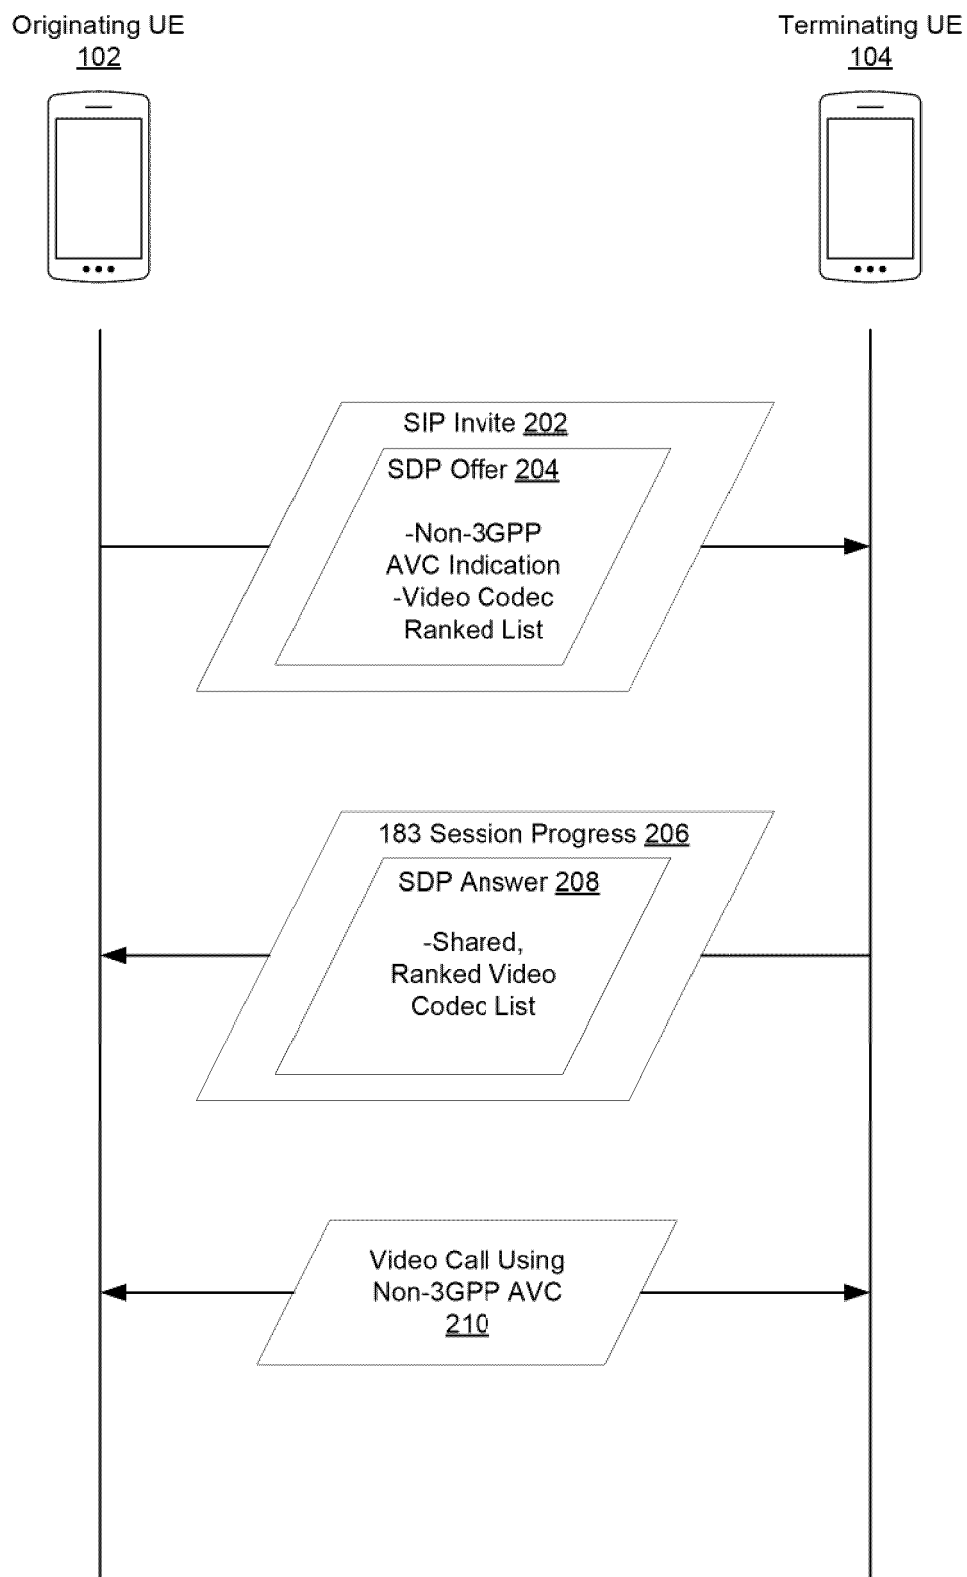 Originating UE
102
Terminating UE
104
SIP Invite 202
SDP Offer 204
-Non-3GPP
AVC Indication
-Video Codec
Ranked List
183 Session Progress 206
SDP Answer 208
-Shared,
Ranked Video
Codec List
Video Call Using
Non-3GPP AVC
210